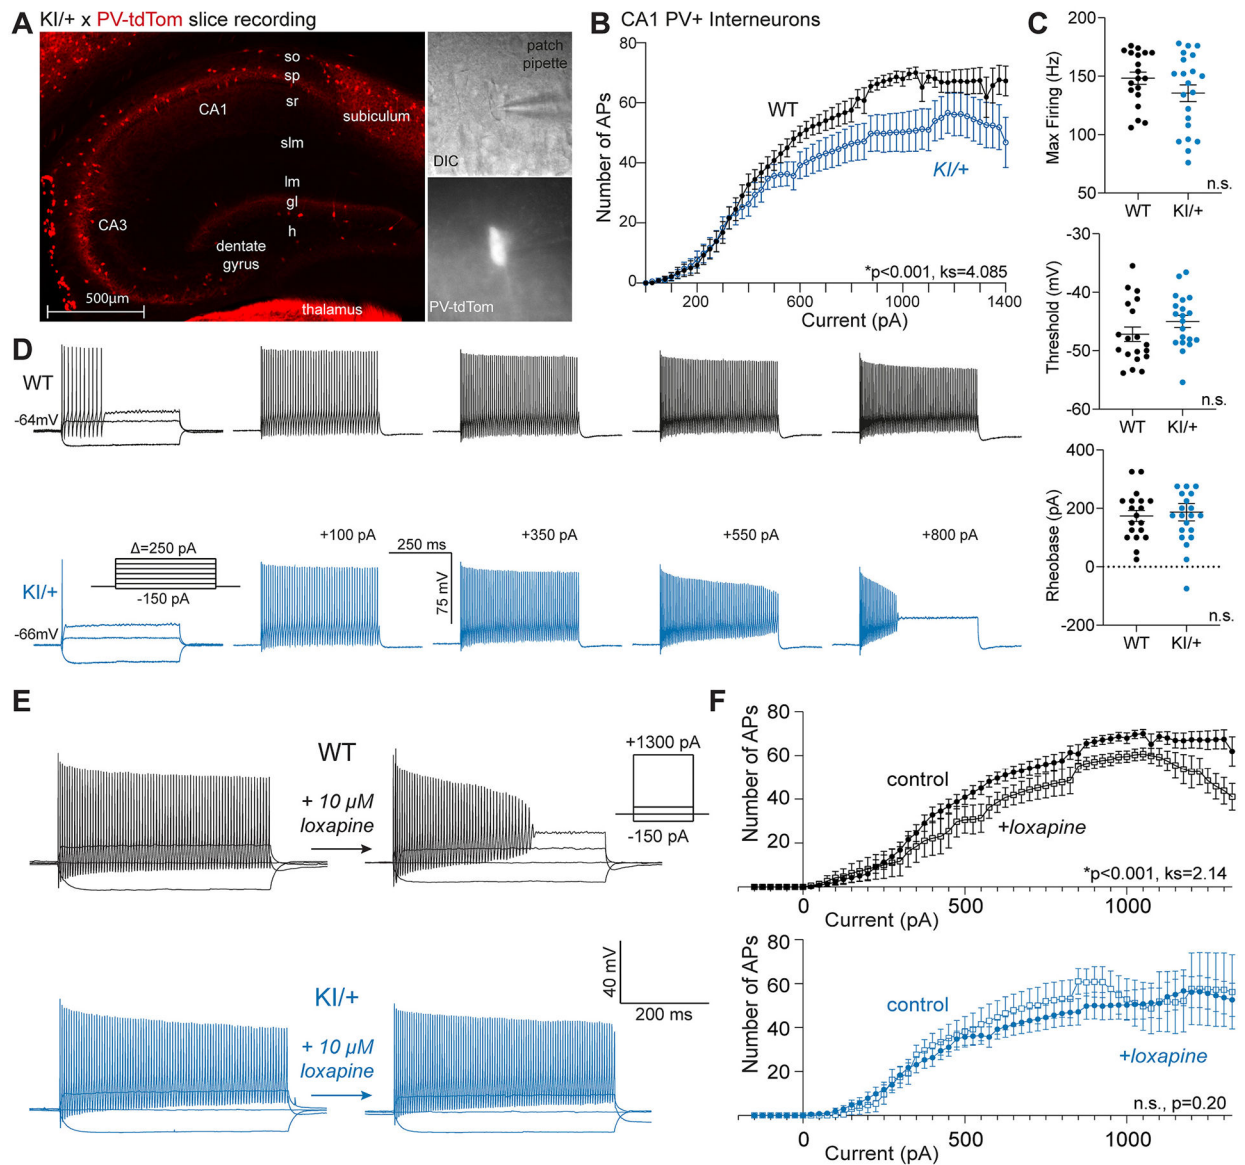 A KI/+ x PV-tdTom slice recording
so
sp
CA1
sr
subiculum
slm
lm
gl
CA3
h
dentate
gyrus
500µm
thalamus
patch
pipette
DIC
PV-tdTom
B CA1 PV+ Interneurons
80
60
40
20
0
Number of APs
WT
KI/+
*p<0.001, ks=4.085
200 600 1000 1400
Current (pA)
C
200
150
100
50
Max Firing (Hz)
n.s.
WT KI/+
-30
-40
-50
-60
Threshold (mV)
n.s.
WT KI/+
400
200
0
-200
Rheobase (pA)
n.s.
WT KI/+
D
WT
-64mV
Δ=250 pA
-150 pA
+100 pA
250 ms
75 mV
+350 pA
+550 pA
+800 pA
KI/+
-66mV
E
WT
+ 10 µM
loxapine
+1300 pA
-150 pA
KI/+
+ 10 µM
loxapine
40 mV
200 ms
F
80
60
40
20
Number of APs
control
+loxapine
*p<0.001, ks=2.14
0 500 1000
Current (pA)
80
60
40
20
Number of APs
control
+loxapine
n.s., p=0.20
0 500 1000
Current (pA)